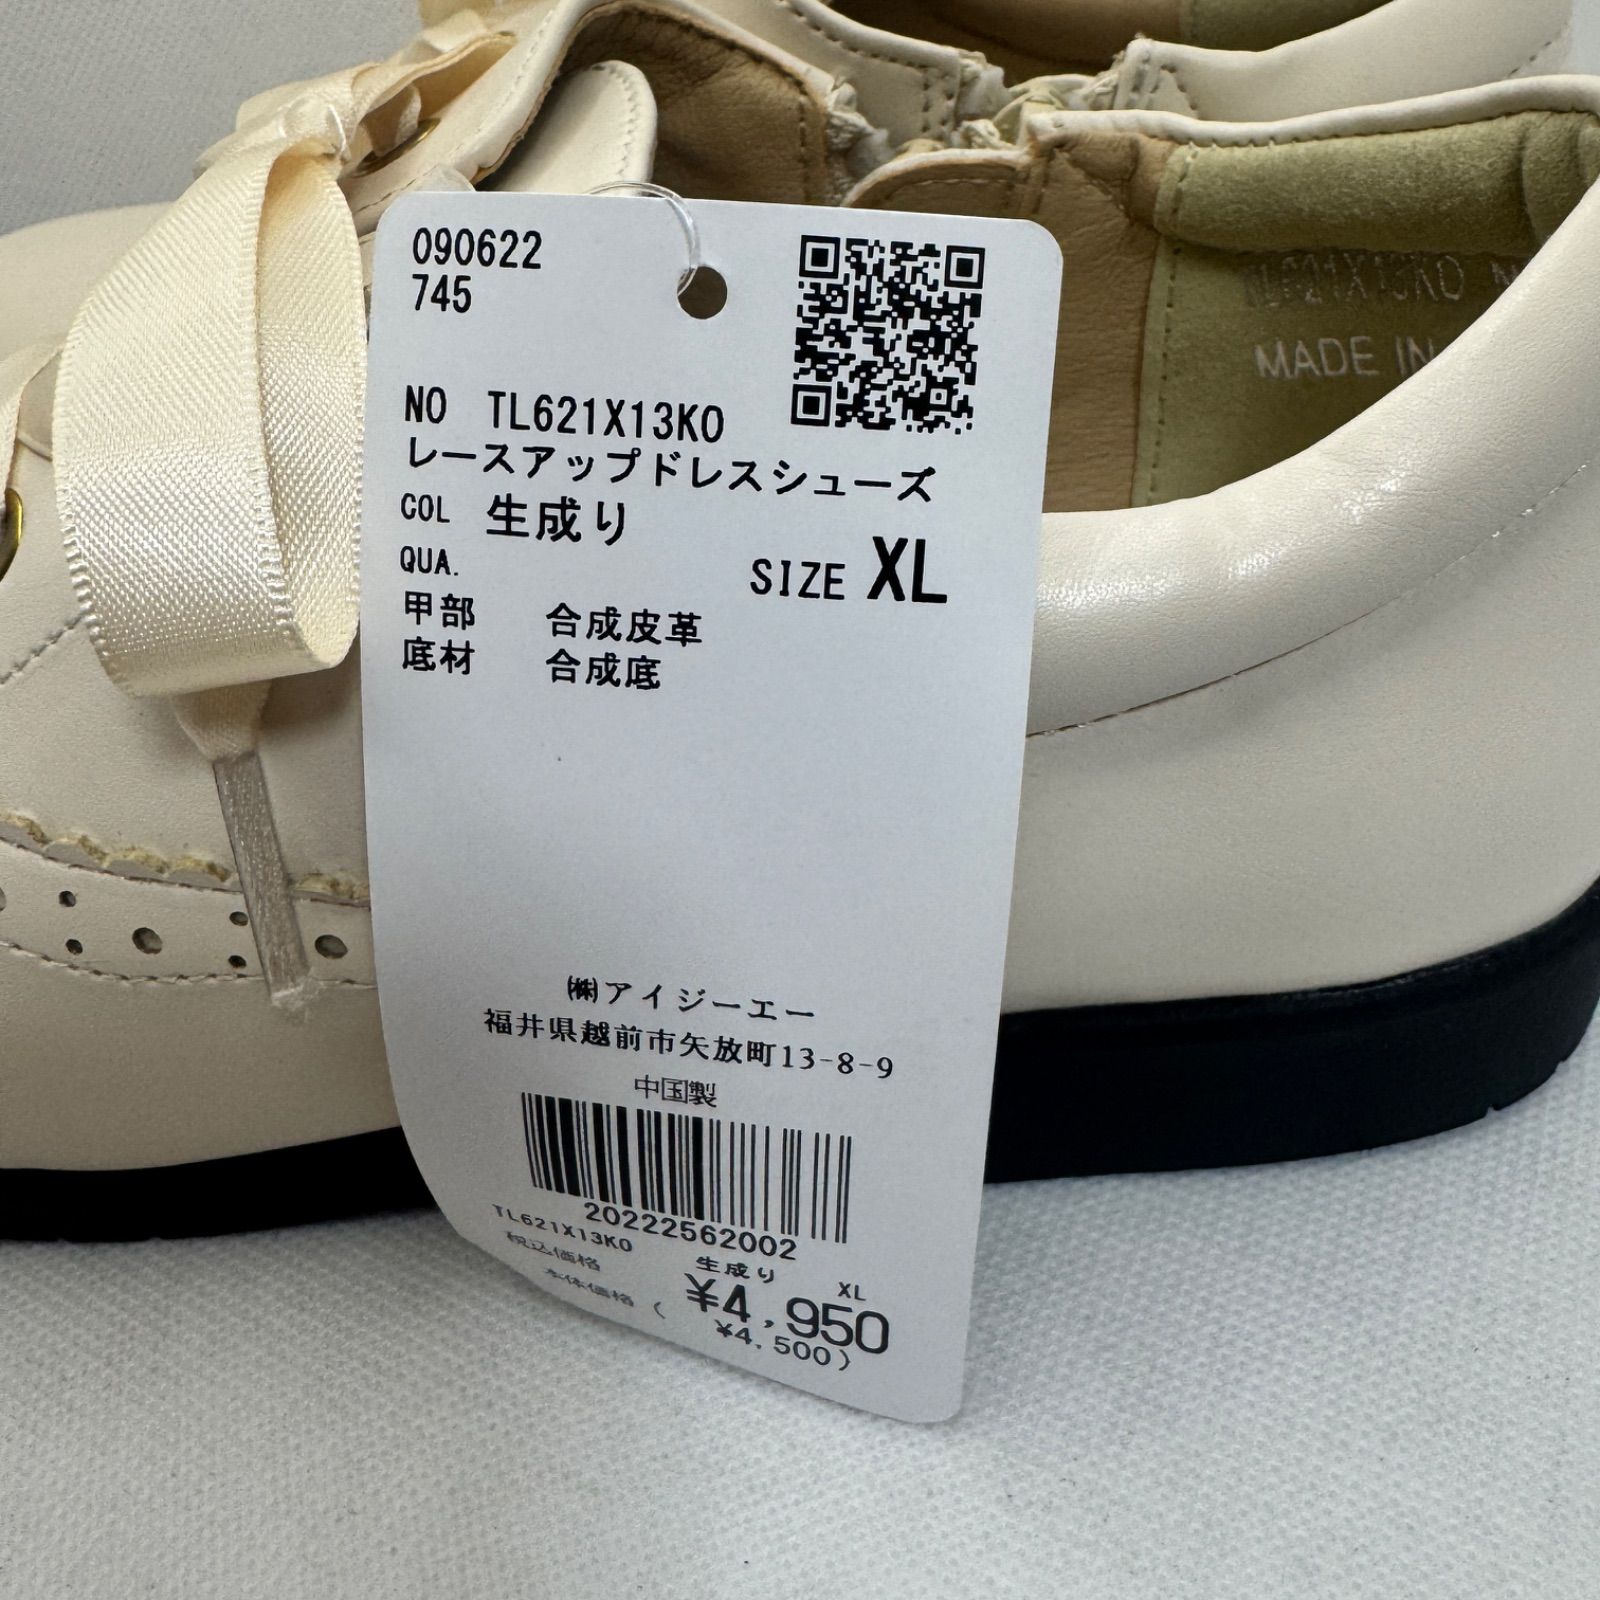 090622
745
NO TL621X13KO
レースアップドレスシューズ
COL 生成り
QUA.
SIZE XL
甲部 合成皮革
底材 合成底
㈱アイジーエー
福井県越前市矢放町13-8-9
中国製
20222562002
TL621X13KO 生成り XL
税込価格 ¥4,950
本体価格 ( ¥4,500)
TL621X13KO
MADE IN